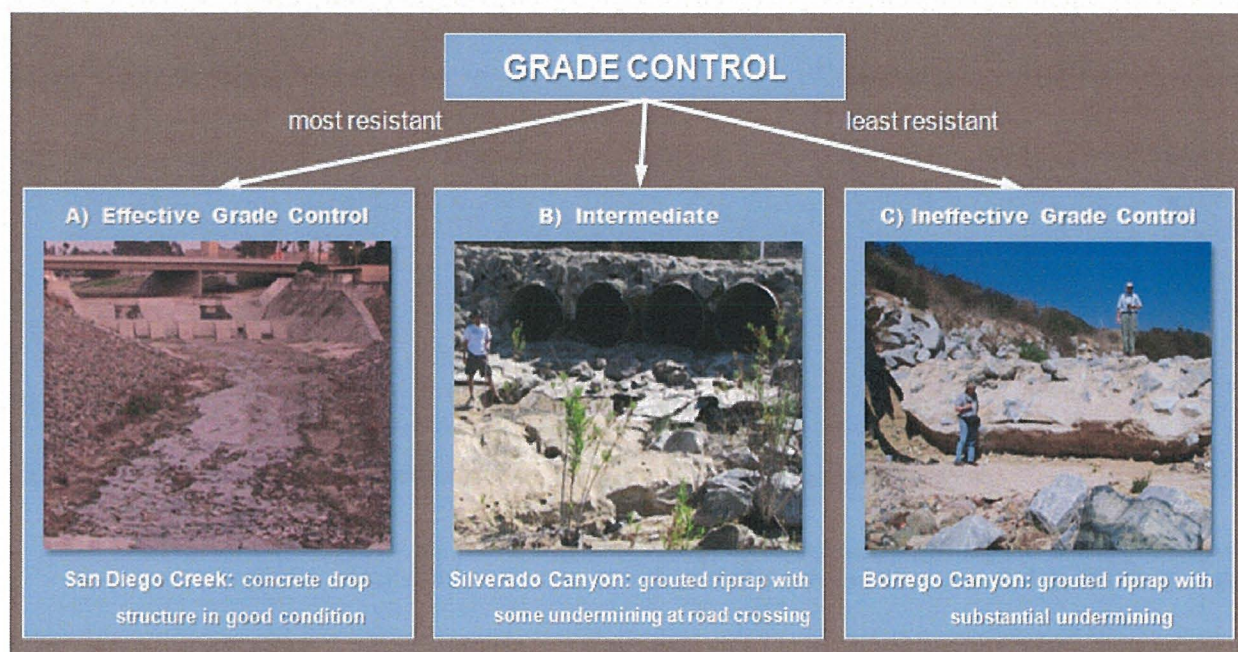 GRADE CONTROL
most resistant
least resistant
A) Effective Grade Control
B) Intermediate
C) Ineffective Grade Control
San Diego Creek: concrete drop
structure in good condition
Silverado Canyon: grouted riprap with
some undermining at road crossing
Borrego Canyon: grouted riprap with
substantial undermining